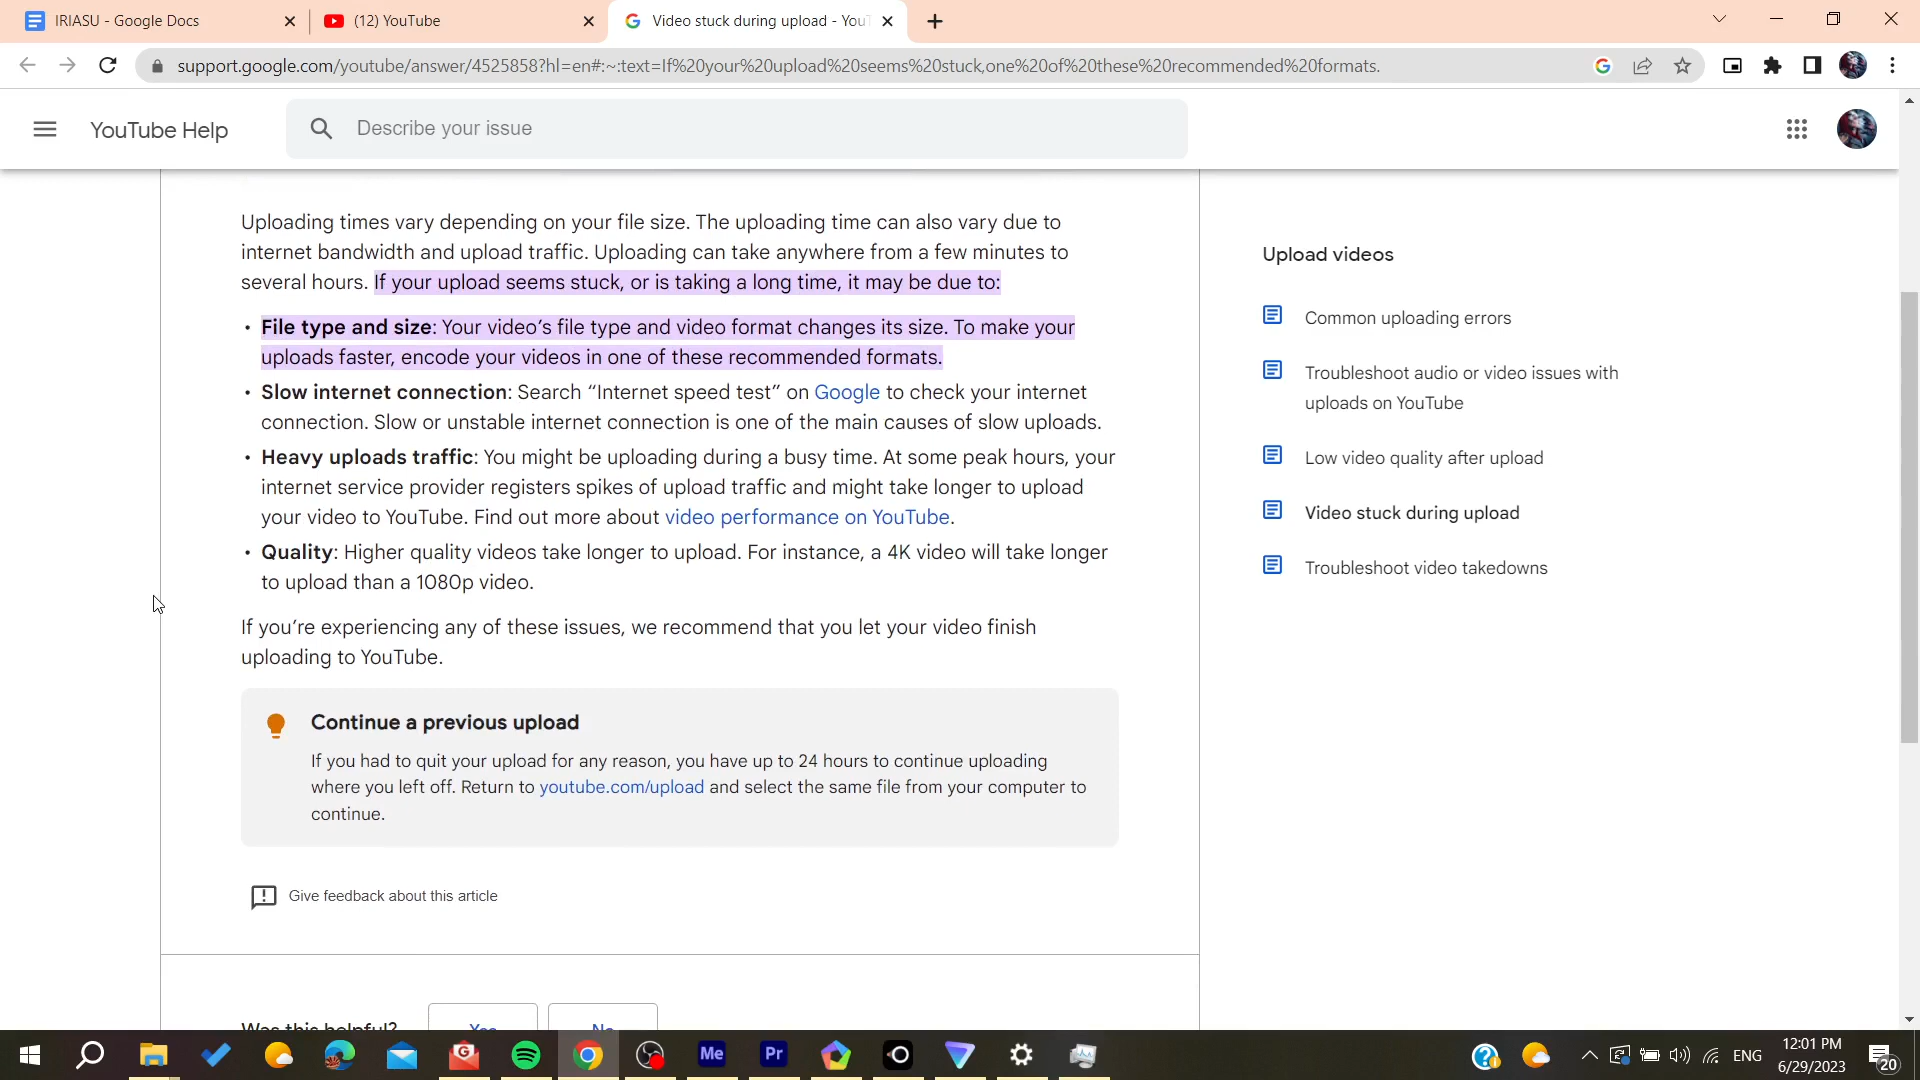 IRIASU - Google Docs
(12) YouTube
Video stuck during upload - You
support.google.com/youtube/answer/4525858?hl=en#:~:text=If%20your%20upload%20seems%20stuck,one%20of%20these%20recommended%20formats.
YouTube Help
Describe your issue
Uploading times vary depending on your file size. The uploading time can also vary due to
internet bandwidth and upload traffic. Uploading can take anywhere from a few minutes to
several hours. If your upload seems stuck, or is taking a long time, it may be due to:
• File type and size: Your video’s file type and video format changes its size. To make your
uploads faster, encode your videos in one of these recommended formats.
• Slow internet connection: Search “Internet speed test” on Google to check your internet
connection. Slow or unstable internet connection is one of the main causes of slow uploads.
• Heavy uploads traffic: You might be uploading during a busy time. At some peak hours, your
internet service provider registers spikes of upload traffic and might take longer to upload
your video to YouTube. Find out more about video performance on YouTube.
• Quality: Higher quality videos take longer to upload. For instance, a 4K video will take longer
to upload than a 1080p video.
If you’re experiencing any of these issues, we recommend that you let your video finish
uploading to YouTube.
Continue a previous upload
If you had to quit your upload for any reason, you have up to 24 hours to continue uploading
where you left off. Return to youtube.com/upload and select the same file from your computer to
continue.
Give feedback about this article
Was this helpful?
Yes
No
Upload videos
Common uploading errors
Troubleshoot audio or video issues with
uploads on YouTube
Low video quality after upload
Video stuck during upload
Troubleshoot video takedowns
G
Me
Pr
ENG
12:01 PM
6/29/2023
20